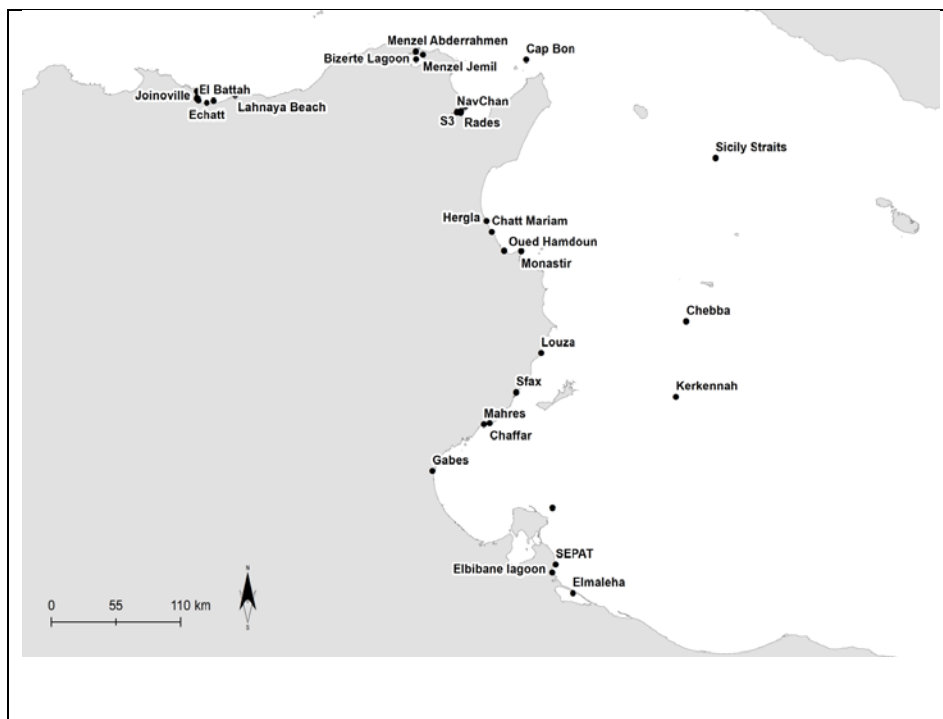 Menzel Abderrahmen
Cap Bon
Bizerte Lagoon
Menzel Jemil
El Battah
Joinoville
Lahnaya Beach
Echatt
NavChan
S3
Rades
Sicily Straits
Hergla
Chatt Mariam
Oued Hamdoun
Monastir
Chebba
Louza
Kerkennah
Sfax
Mahres
Chaffar
Gabes
SEPAT
Elbibane lagoon
Elmaleha
N
S
0 55 110 km